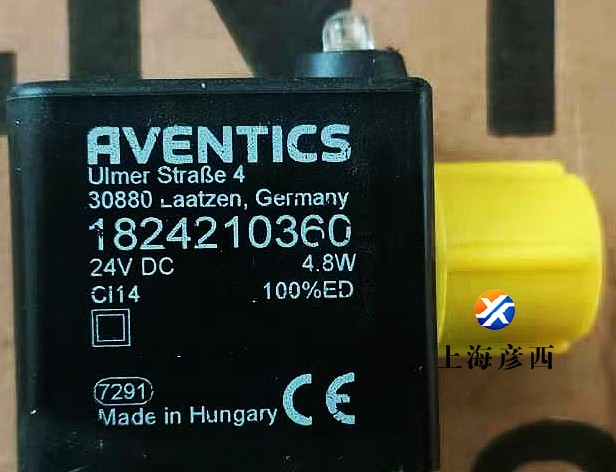 AVENTICS
Ulmer Straße 4
30880 Laatzen, Germany
1824210360
24V DC 4.8W
CI14 100%ED
上海彦西
7291
Made in Hungary CE